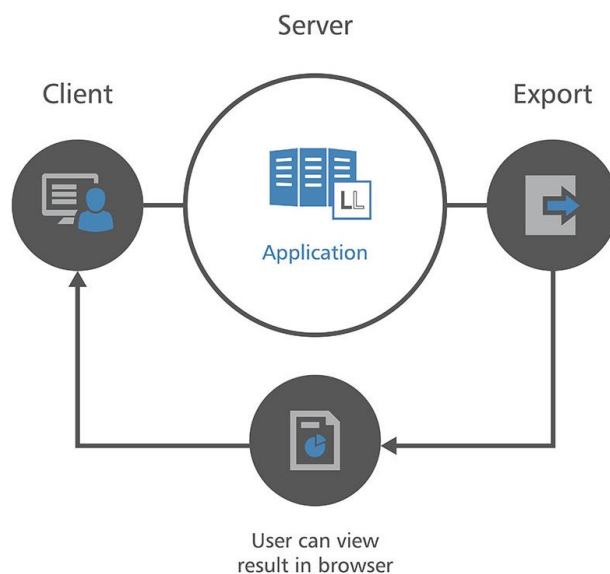 Server
Client
Export
LL
Application
User can view
result in browser